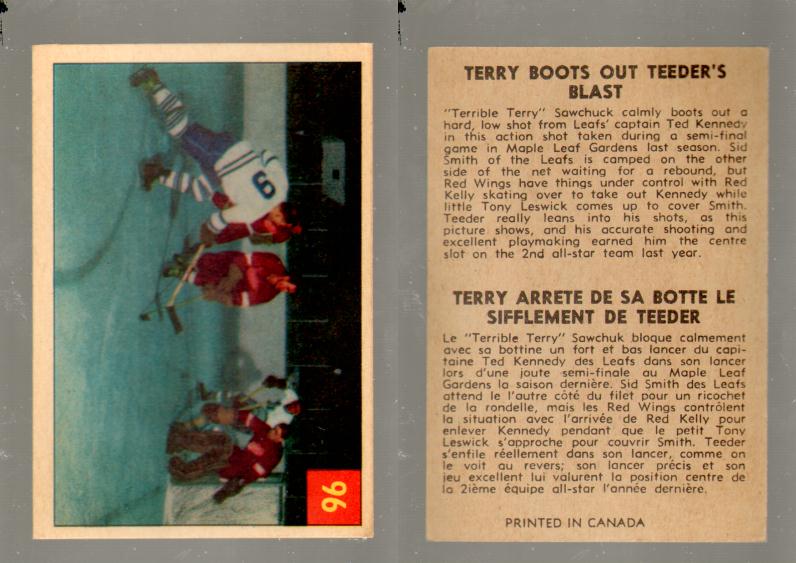 9
96
TERRY BOOTS OUT TEEDER'S
BLAST
"Terrible Terry" Sawchuck calmly boots out a
hard, low shot from Leafs' captain Ted Kennedy
in this action shot taken during a semi-final
game in Maple Leaf Gardens last season. Sid
Smith of the Leafs is camped on the other
side of the net waiting for a rebound, but
Red Wings have things under control with Red
Kelly skating over to take out Kennedy while
little Tony Leswick comes up to cover Smith.
Teeder really leans into his shots, as this
picture shows, and his accurate shooting and
excellent playmaking earned him the centre
slot on the 2nd all-star team last year.
TERRY ARRETE DE SA BOTTE LE
SIFFLEMENT DE TEEDER
Le "Terrible Terry" Sawchuk bloque calmement
avec sa bottine un fort et bas lancer du capi-
taine Ted Kennedy des Leafs dans son lancer
lors d'une joute semi-finale au Maple Leaf
Gardens la saison dernière. Sid Smith des Leafs
attend le l'autre côté du filet pour un ricochet
de la rondelle, mais les Red Wings contrôlent
la situation avec l'arrivée de Red Kelly pour
enlever Kennedy pendant que le petit Tony
Leswick s'approche pour couvrir Smith. Teeder
s'enfile réellement dans son lancer, comme on
le voit au revers; son lancer précis et son
jeu excellent lui valurent la position centre de
la 2ième équipe all-star l'année dernière.
PRINTED IN CANADA